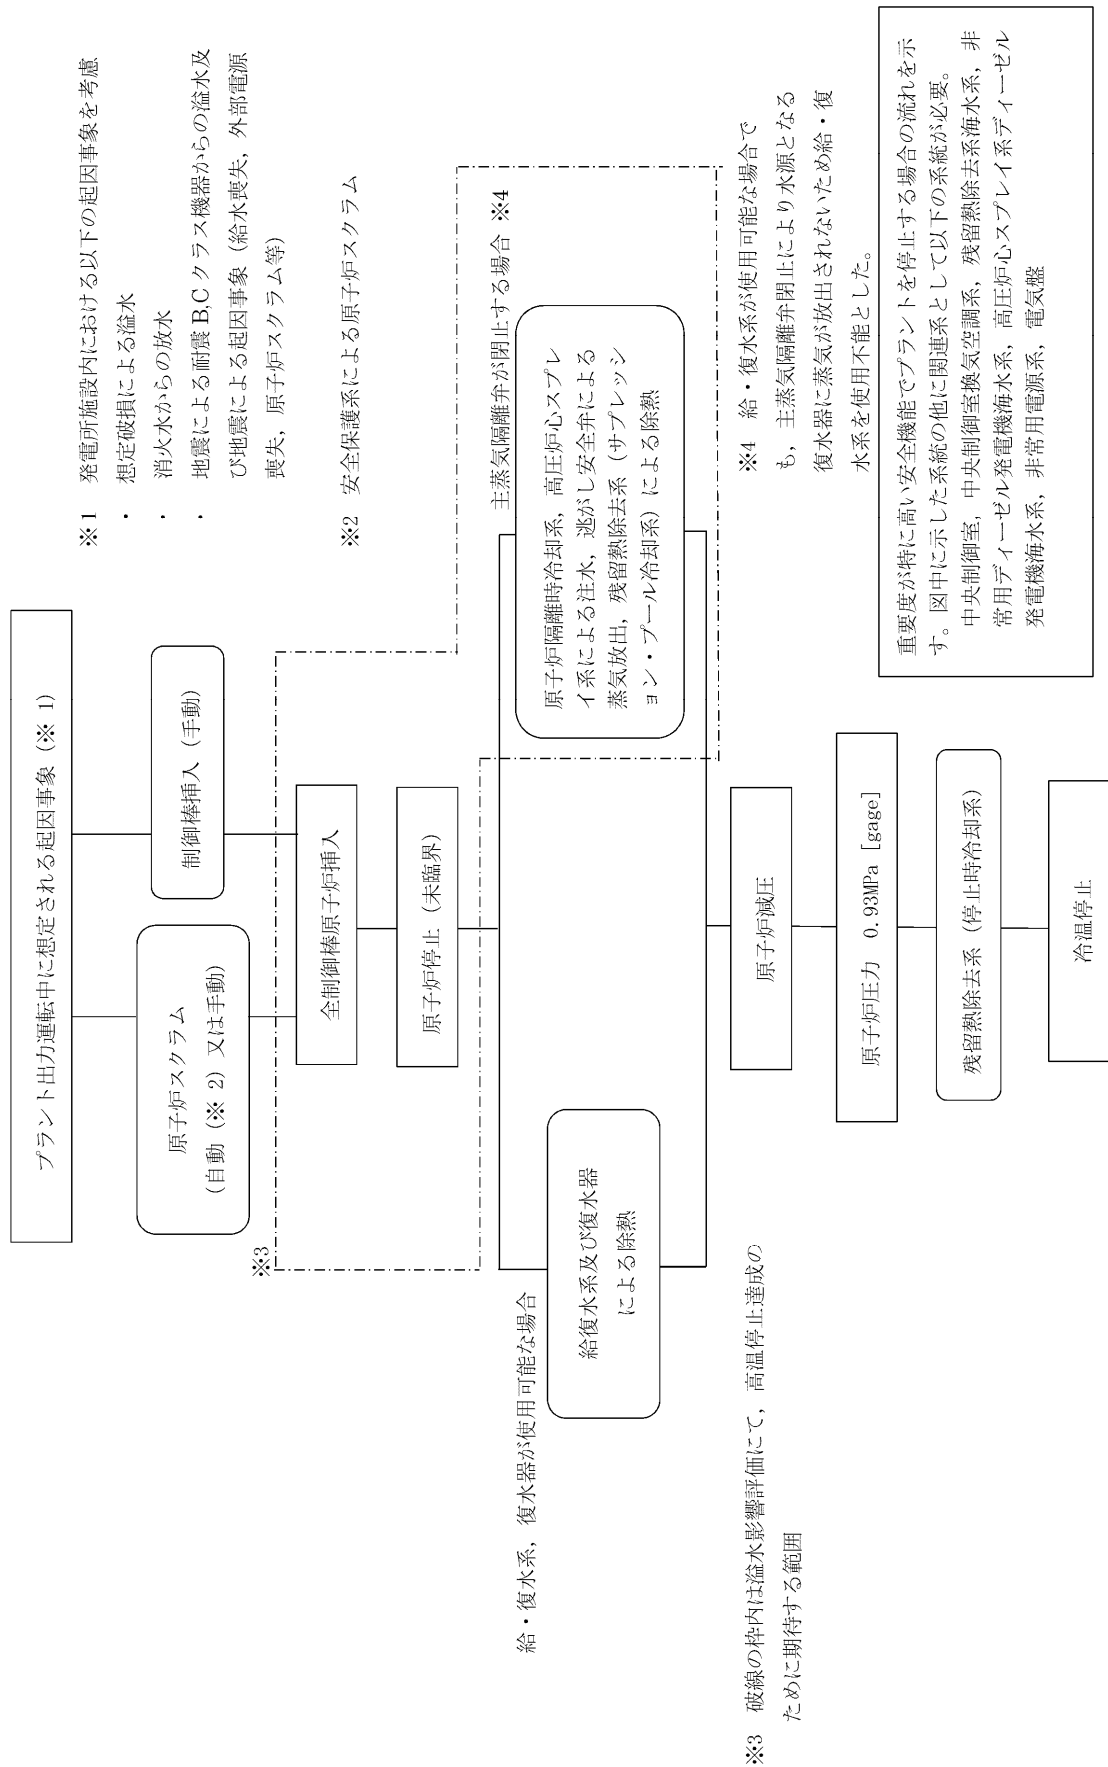 プラント出力運転中に想定される起因事象(※ 1)
原子炉スクラム
(自動(※ 2)又は手動)
制御棒挿入(手動)
※1 発電所施設内における以下の起因事象を考慮
・ 想定破損による溢水
・ 消火水からの放水
・ 地震による耐震 B,C クラス機器からの溢水及
び地震による起因事象(給水喪失,外部電源
喪失,原子炉スクラム等)
※2 安全保護系による原子炉スクラム
※3
全制御棒原子炉挿入
原子炉停止(未臨界)
給・復水系,復水器が使用可能な場合
主蒸気隔離弁が閉止する場合 ※4
給復水系及び復水器
による除熱
原子炉隔離時冷却系,高圧炉心スプレ
イ系による注水,逃がし安全弁による
蒸気放出,残留熱除去系(サプレッシ
ョン・プール冷却系)による除熱
※3 破線の枠内は溢水影響評価にて,高温停止達成の
ために期待する範囲
※4 給・復水系が使用可能な場合で
も,主蒸気隔離弁閉止により水源となる
復水器に蒸気が放出されないため給・復
水系を使用不能とした。
原子炉減圧
原子炉圧力 0.93MPa [gage]
残留熱除去系(停止時冷却系)
冷温停止
重要度が特に高い安全機能でプラントを停止する場合の流れを示
す。図中に示した系統の他に関連系として以下の系統が必要。
中央制御室,中央制御室換気空調系,残留熱除去系海水系,非
常用ディーゼル発電機海水系,高圧炉心スプレイ系ディーゼル
発電機海水系,非常用電源系,電気盤